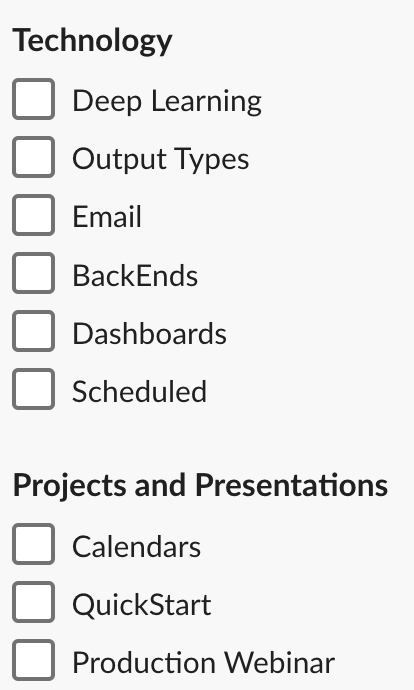 Technology
Deep Learning
Output Types
Email
BackEnds
Dashboards
Scheduled
Projects and Presentations
Calendars
QuickStart
Production Webinar